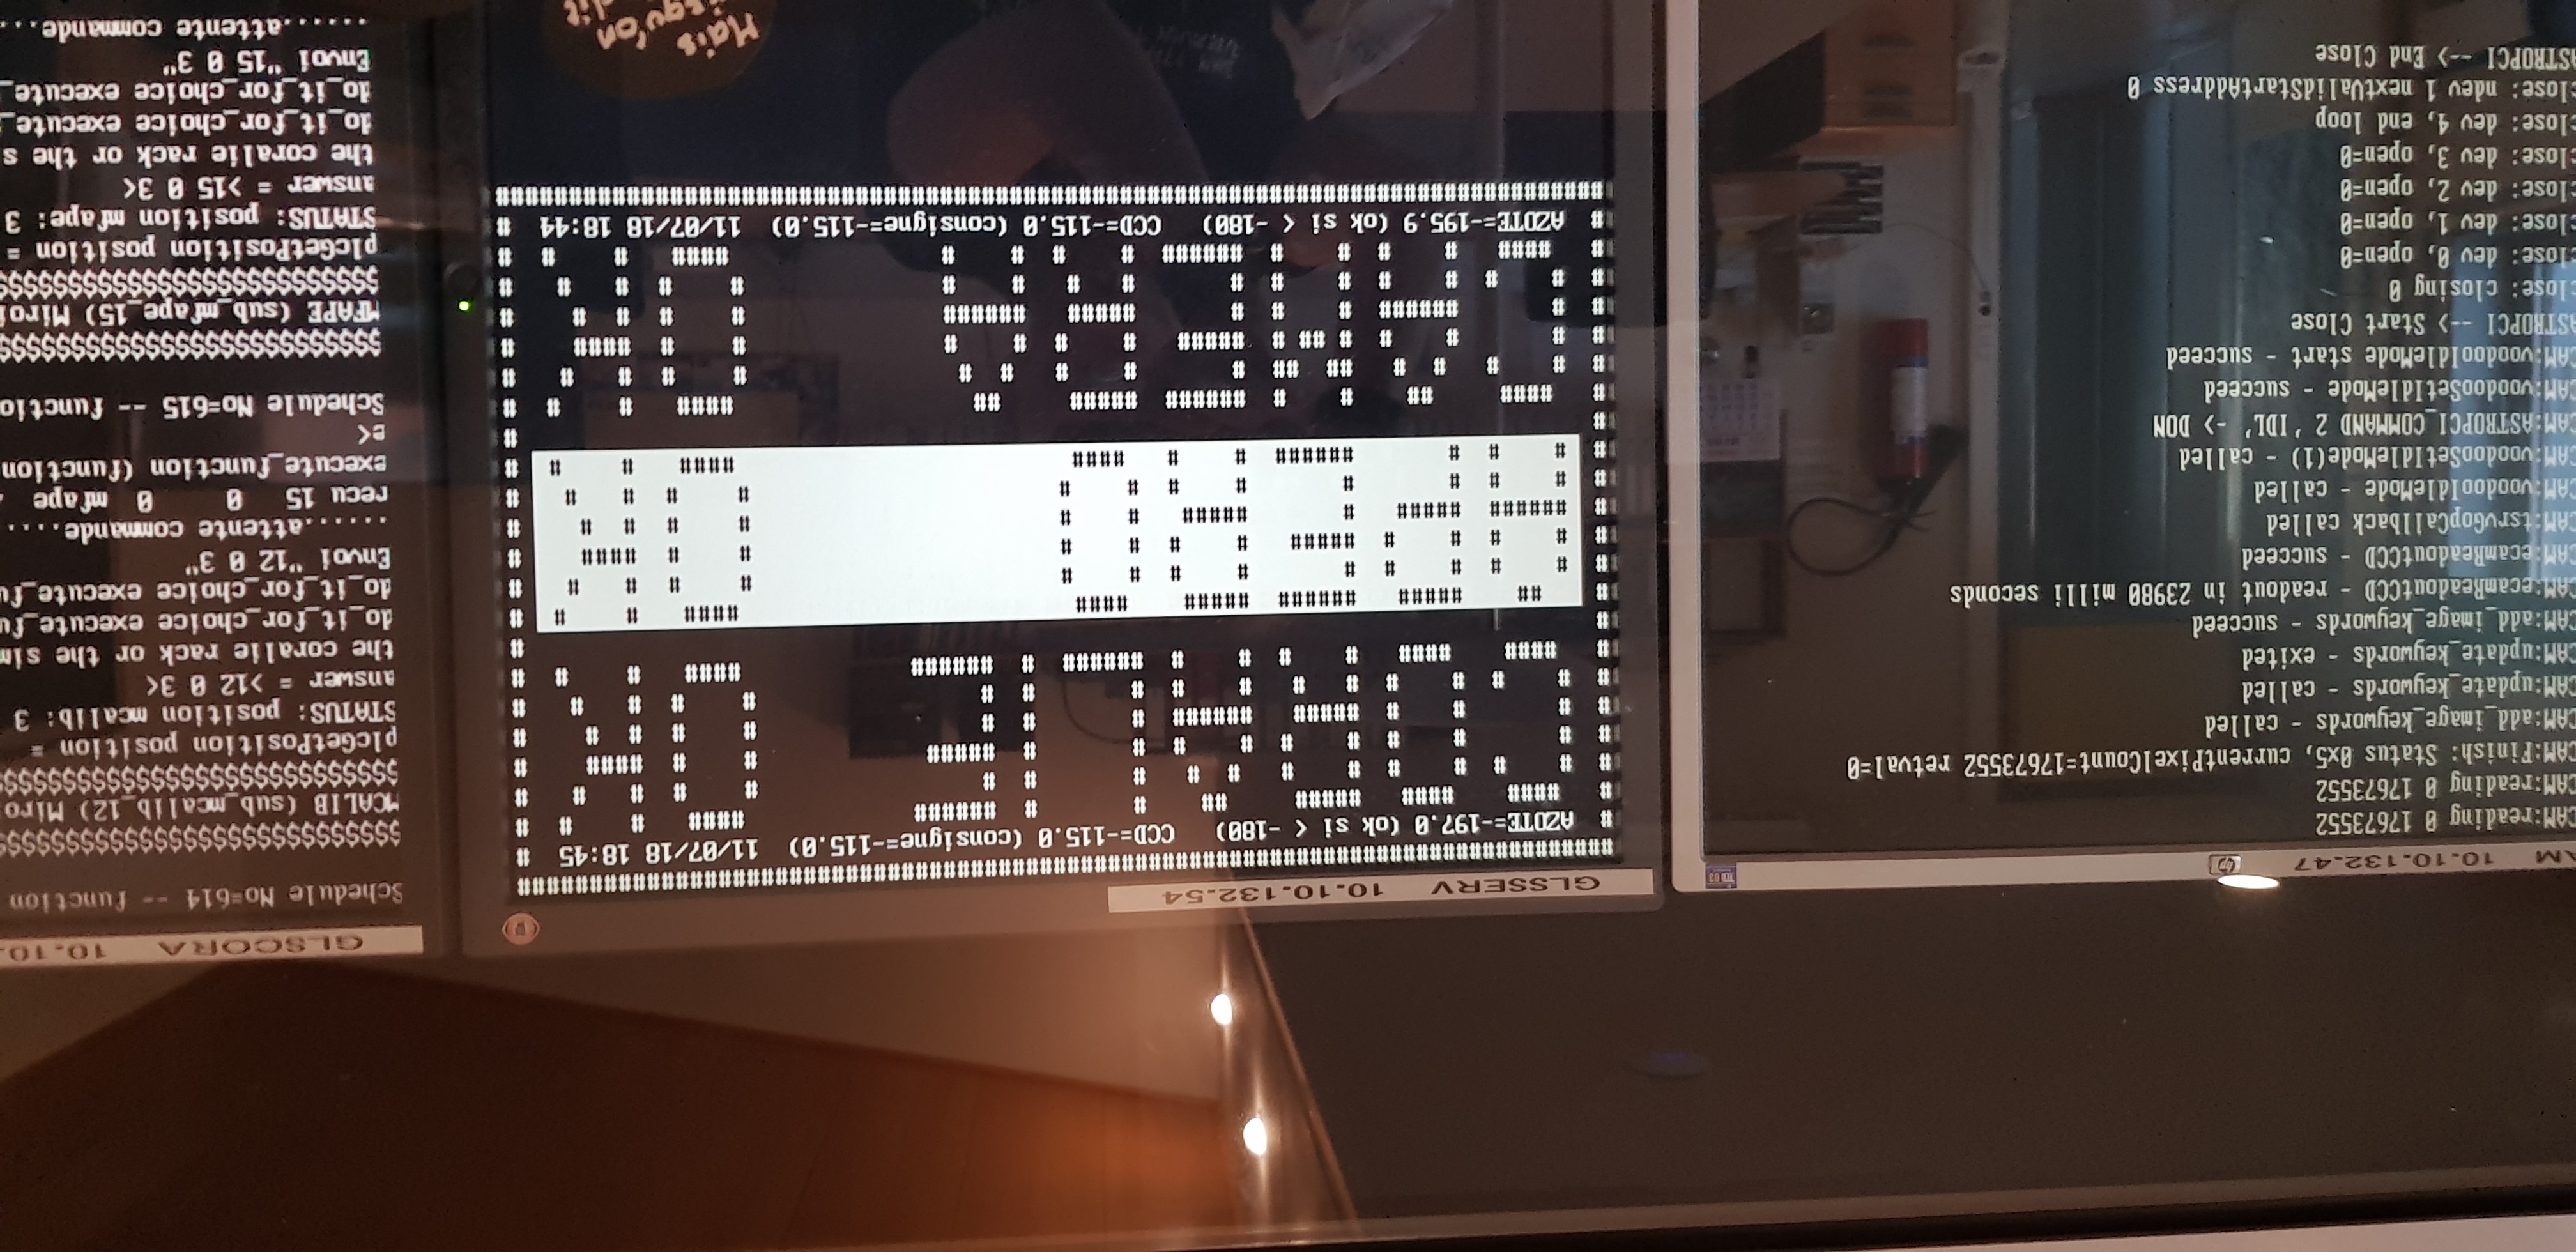 AM 10.10.132.47 hp
CAM:reading 0 17673552
CAM:reading 0 17673552
CAM:Finish: Status 0x5, currentPixelCount=17673552 retval=0
CAM:add_image_keywords - called
CAM:update_keywords - called
CAM:update_keywords - exited
CAM:add_image_keywords - succeed
CAM:ecamReadoutCCD - readout in 23980 milli seconds
CAM:ecamReadoutCCD - succeed
CAM:tsrvGopCallback called
CAM:voodooIdleMode - called
CAM:voodooSetIdleMode(1) - called
CAM:ASTROPCI_COMMAND 2 'IDL' -> DON
CAM:voodooSetIdleMode - succeed
CAM:voodooIdleMode start - succeed
ASTROPCI --> Start Close
close: closing 0
close: dev 0, open=0
close: dev 1, open=0
close: dev 2, open=0
close: dev 3, open=0
close: dev 4, end loop
close: ndev 1 nextValidStartAddress 0
ASTROPCI --> End Close
GLSSERV 10.10.132.54
AZOTE=-197.0 (ok si < -180) CCD=-115.0 (consigne=-115.0) 11/07/18 18:45
CORALIE OK
APERO OK
CAMERA OK
AZOTE=-195.9 (ok si < -180) CCD=-115.0 (consigne=-115.0) 11/07/18 18:44
Mais
GLSCORA 10.10.
Schedule No=614 -- function
$$$$$$$$$$$$$$$$$$$$$$$$$$$$
MCALIB (sub_mcalib_12) Miro
$$$$$$$$$$$$$$$$$$$$$$$$$$$$
plcGetPosition position =
STATUS: position mcalib: 3
answer = >12 0 3<
the coralie rack or the sim
do_it_for_choice execute_fu
do_it_for_choice execute_fu
Envoi "12 0 3"
......attente commande....
recu 15 0 0 mfape
execute_function (function
e<
Schedule No=615 -- functio
$$$$$$$$$$$$$$$$$$$$$$$$$$$$
MFAPE (sub_mfape_15) Miro
$$$$$$$$$$$$$$$$$$$$$$$$$$$$
plcGetPosition position =
STATUS: position mfape: 3
answer = >15 0 3<
the coralie rack or the s
do_it_for_choice execute_
do_it_for_choice execute_
Envoi "15 0 3"
......attente commande...